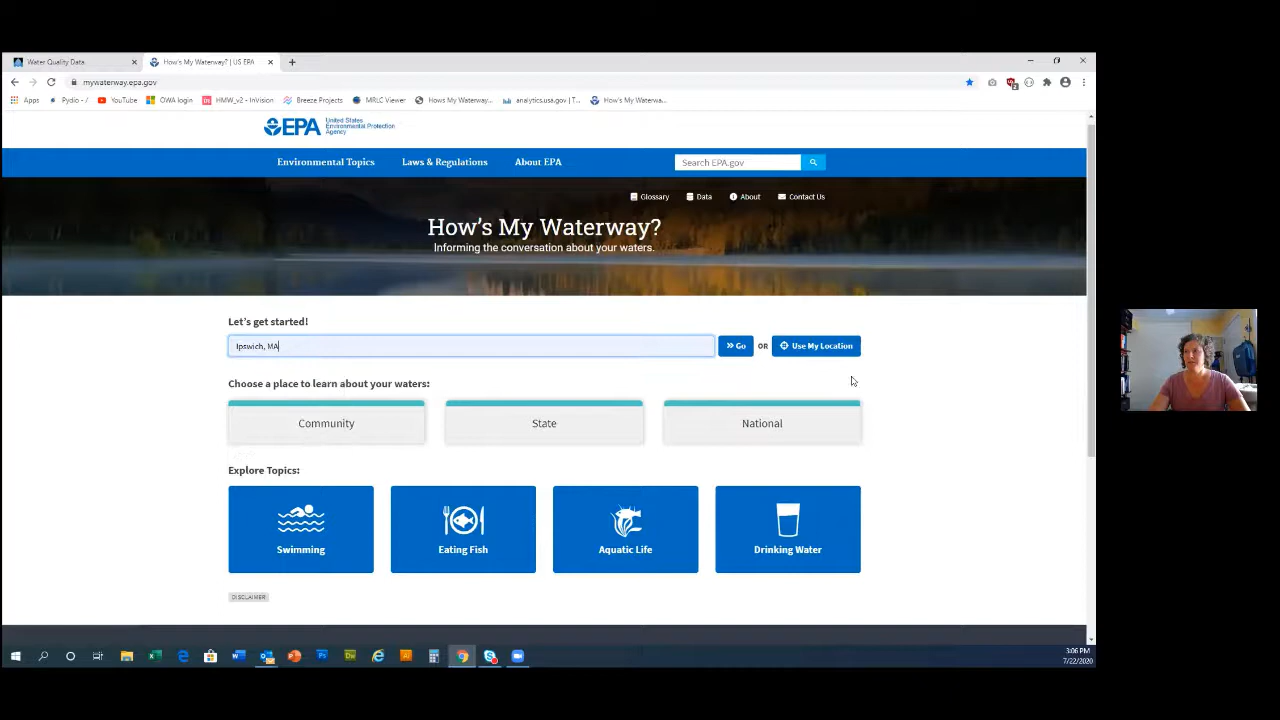 Water Quality Data
How's My Waterway? | US EPA
mywaterway.epa.gov
Apps
Pydio - /
YouTube
OWA login
HMW_v2 - InVision
Breeze Projects
MRLC Viewer
Hows My Waterway...
analytics.usa.gov | T...
How's My Waterwa...
EPA United States
Environmental Protection
Agency
Environmental Topics
Laws & Regulations
About EPA
Search EPA.gov
Glossary
Data
About
Contact Us
How's My Waterway?
Informing the conversation about your waters.
Let's get started!
Ipswich, MA
Go
OR
Use My Location
Choose a place to learn about your waters:
Community
State
National
Explore Topics:
Swimming
Eating Fish
Aquatic Life
Drinking Water
DISCLAIMER
3:06 PM
7/22/2020